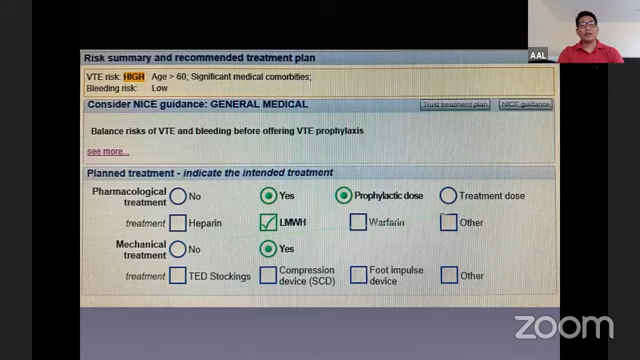 Risk summary and recommended treatment plan
AAL
VTE risk: HIGH Age > 60; Significant medical comorbities;
Bleeding risk: Low
Consider NICE guidance: GENERAL MEDICAL Trust treatment plan NICE guidance
Balance risks of VTE and bleeding before offering VTE prophylaxis
see more...
Planned treatment - indicate the intended treatment
Pharmacological treatment No Yes Prophylactic dose Treatment dose
treatment Heparin LMWH Warfarin Other
Mechanical treatment No Yes
treatment TED Stockings Compression device (SCD) Foot impulse device Other
zoom